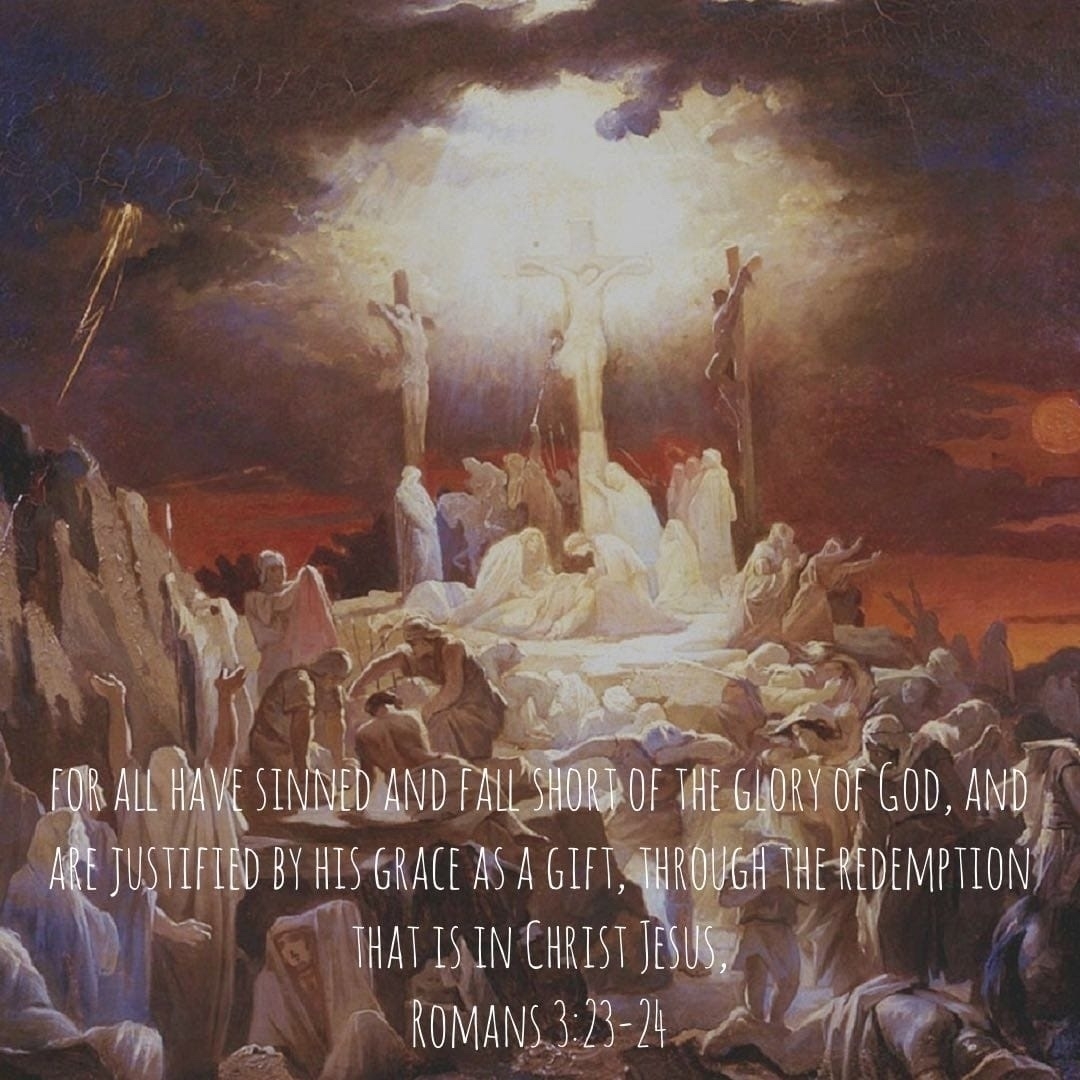 for all have sinned and fall short of the glory of God, and
are justified by his grace as a gift, through the redemption
that is in Christ Jesus,
Romans 3:23-24